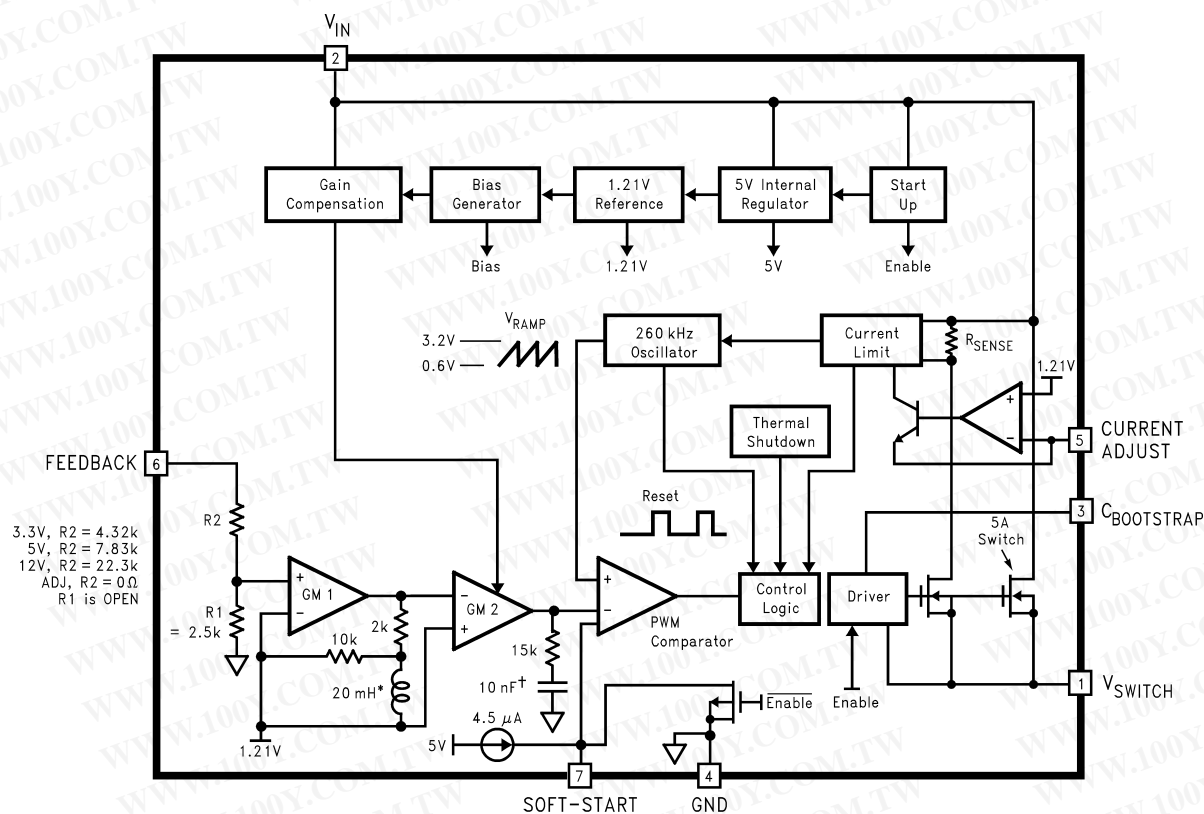 V_IN
2
Gain
Compensation
Bias
Generator
1.21V
Reference
5V Internal
Regulator
Start
Up
Bias
1.21V
5V
Enable
V_RAMP
3.2V
0.6V
260 kHz
Oscillator
Current
Limit
R_SENSE
1.21V
+
−
Thermal
Shutdown
5
CURRENT
ADJUST
FEEDBACK
6
Reset
3
C_BOOTSTRAP
5A
Switch
R2
3.3V, R2 = 4.32k
5V, R2 = 7.83k
12V, R2 = 22.3k
ADJ, R2 = 0Ω
R1 is OPEN
R1
= 2.5k
+
GM 1
−
−
GM 2
+
+
−
PWM
Comparator
Control
Logic
Driver
2k
10k
20 mH*
15k
10 nF†
1.21V
4.5 μA
5V
Enable
Enable
1
V_SWITCH
7
SOFT-START
4
GND
WWW.100Y.COM.TW